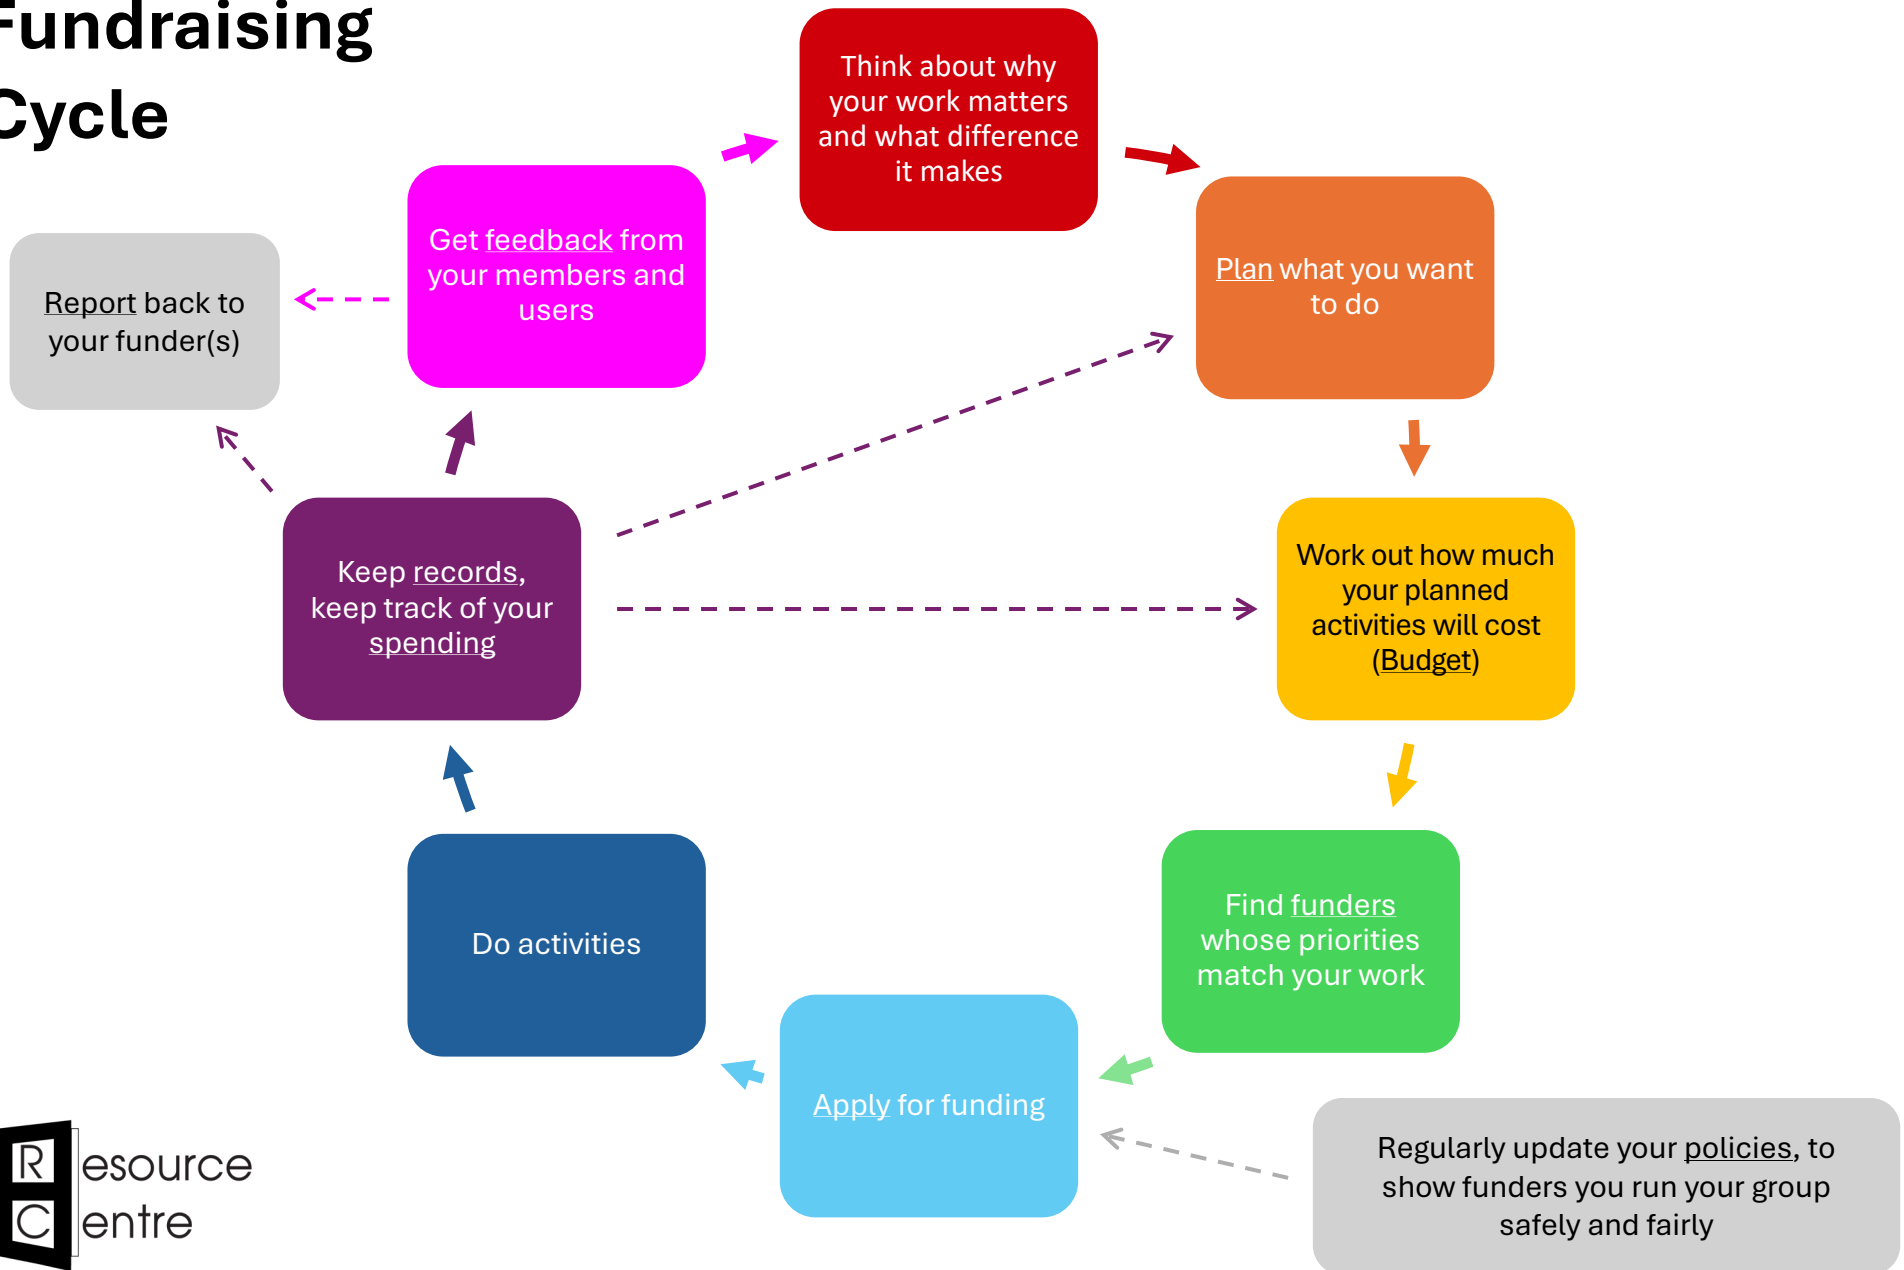 Fundraising
Cycle
Think about why
your work matters
and what difference
it makes
Plan what you want
to do
Work out how much
your planned
activities will cost
(Budget)
Find funders
whose priorities
match your work
Apply for funding
Regularly update your policies, to
show funders you run your group
safely and fairly
Do activities
Keep records,
keep track of your
spending
Get feedback from
your members and
users
Report back to
your funder(s)
Resource
Centre